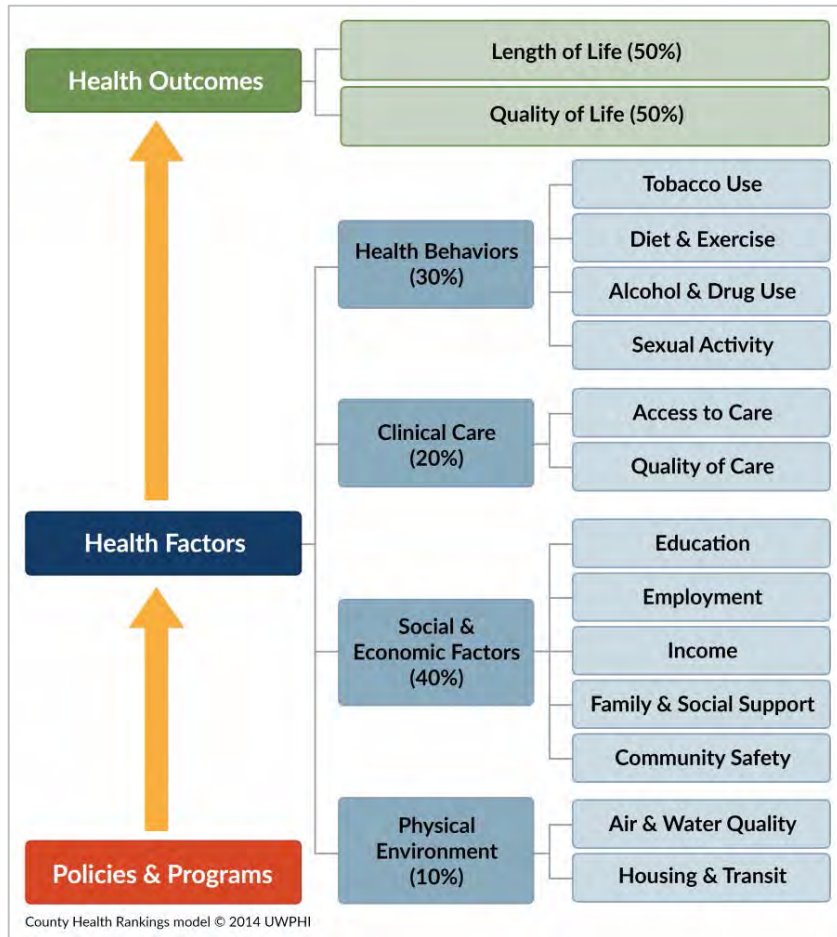 Health Outcomes
Length of Life (50%)
Quality of Life (50%)
Health Factors
Health Behaviors
(30%)
Tobacco Use
Diet & Exercise
Alcohol & Drug Use
Sexual Activity
Clinical Care
(20%)
Access to Care
Quality of Care
Social &
Economic Factors
(40%)
Education
Employment
Income
Family & Social Support
Community Safety
Physical
Environment
(10%)
Air & Water Quality
Housing & Transit
Policies & Programs
County Health Rankings model © 2014 UWPHI